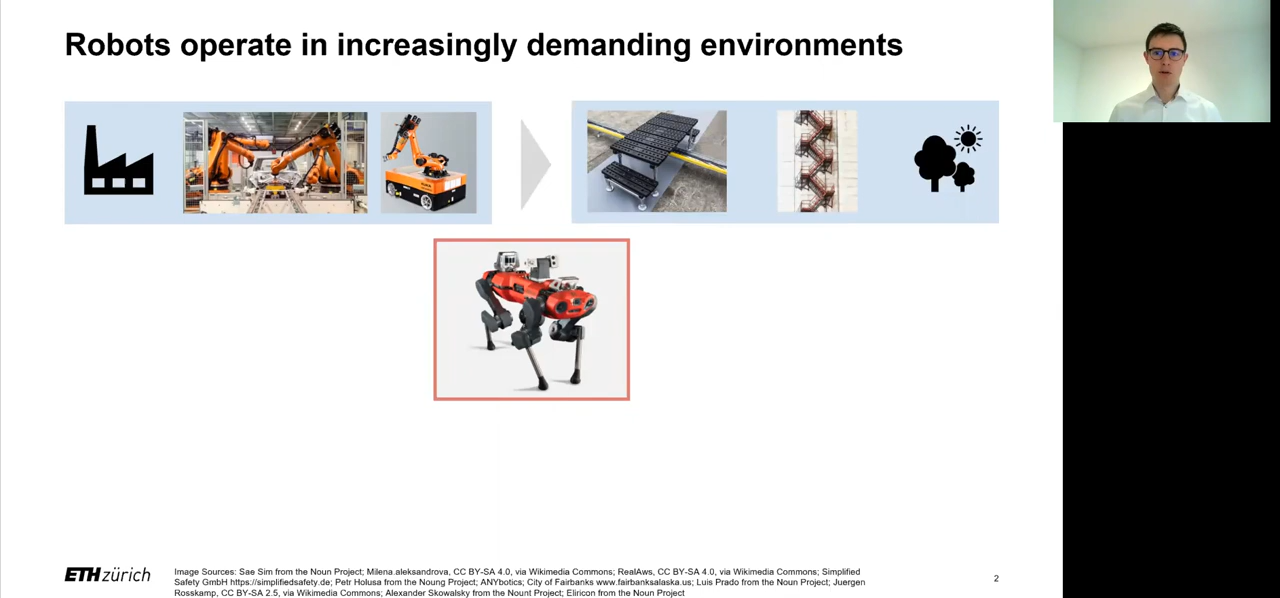 Robots operate in increasingly demanding environments
ETH zürich
Image Sources: Sae Sim from the Noun Project; Milena.aleksandrova, CC BY-SA 4.0, via Wikimedia Commons; RealAws, CC BY-SA 4.0, via Wikimedia Commons; Simplified
Safety GmbH https://simplifiedsafety.de; Petr Holusa from the Noung Project; ANYbotics; City of Fairbanks www.fairbanksalaska.us; Luis Prado from the Noun Project; Juergen
Rosskamp, CC BY-SA 2.5, via Wikimedia Commons; Alexander Skowalsky from the Nount Project; Eliricon from the Noun Project
2